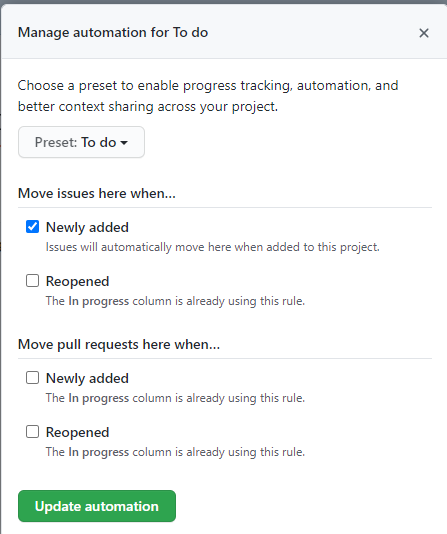 Manage automation for To do
Choose a preset to enable progress tracking, automation, and
better context sharing across your project.
Preset: To do
Move issues here when...
Newly added
Issues will automatically move here when added to this project.
Reopened
The In progress column is already using this rule.
Move pull requests here when...
Newly added
The In progress column is already using this rule.
Reopened
The In progress column is already using this rule.
Update automation